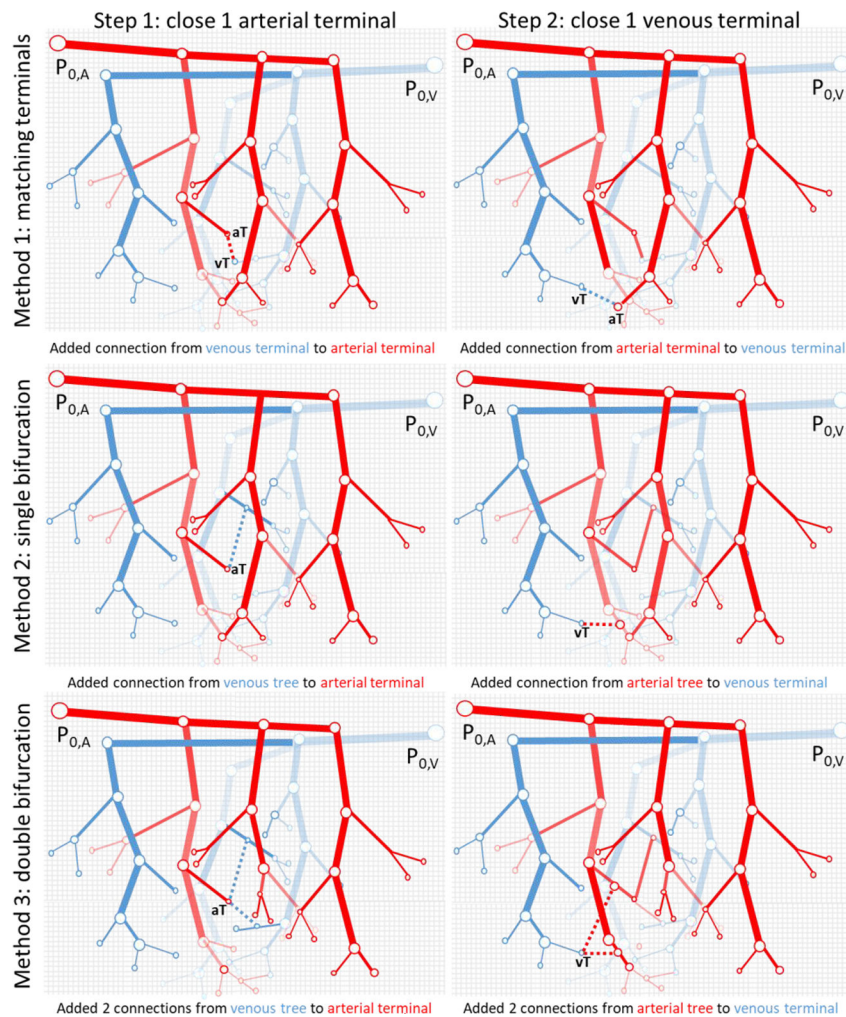 Step 1: close 1 arterial terminal
Step 2: close 1 venous terminal
Method 1: matching terminals
P0,A
P0,V
aT
vT
P0,A
P0,V
vT
aT
Added connection from venous terminal to arterial terminal
Added connection from arterial terminal to venous terminal
Method 2: single bifurcation
P0,A
P0,V
aT
P0,A
P0,V
vT
Added connection from venous tree to arterial terminal
Added connection from arterial tree to venous terminal
Method 3: double bifurcation
P0,A
P0,V
aT
P0,A
P0,V
vT
Added 2 connections from venous tree to arterial terminal
Added 2 connections from arterial tree to venous terminal